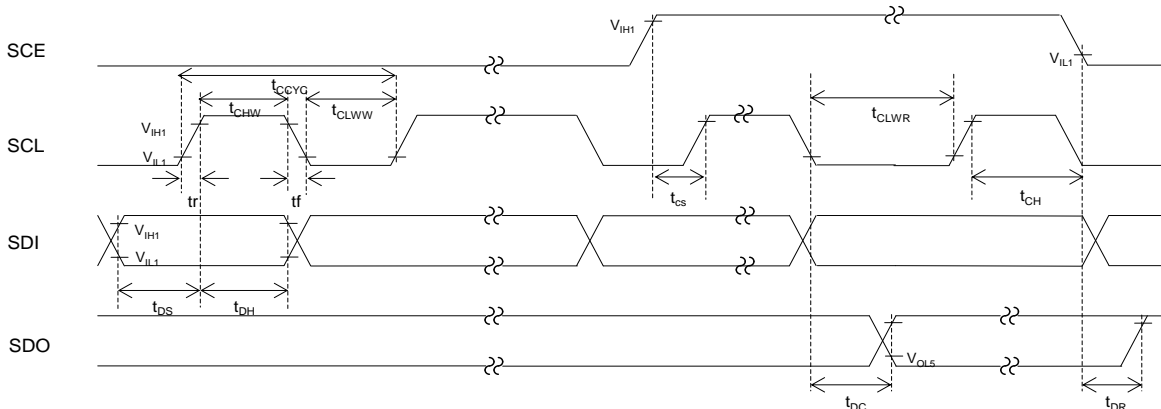 SCE
V_IH1
V_IL1
t_CCYC
t_CHW
t_CLWW
t_CLWR
SCL
V_IH1
V_IL1
tr
tf
t_cs
t_CH
SDI
V_IH1
V_IL1
t_DS
t_DH
SDO
V_OL5
t_DC
t_DR